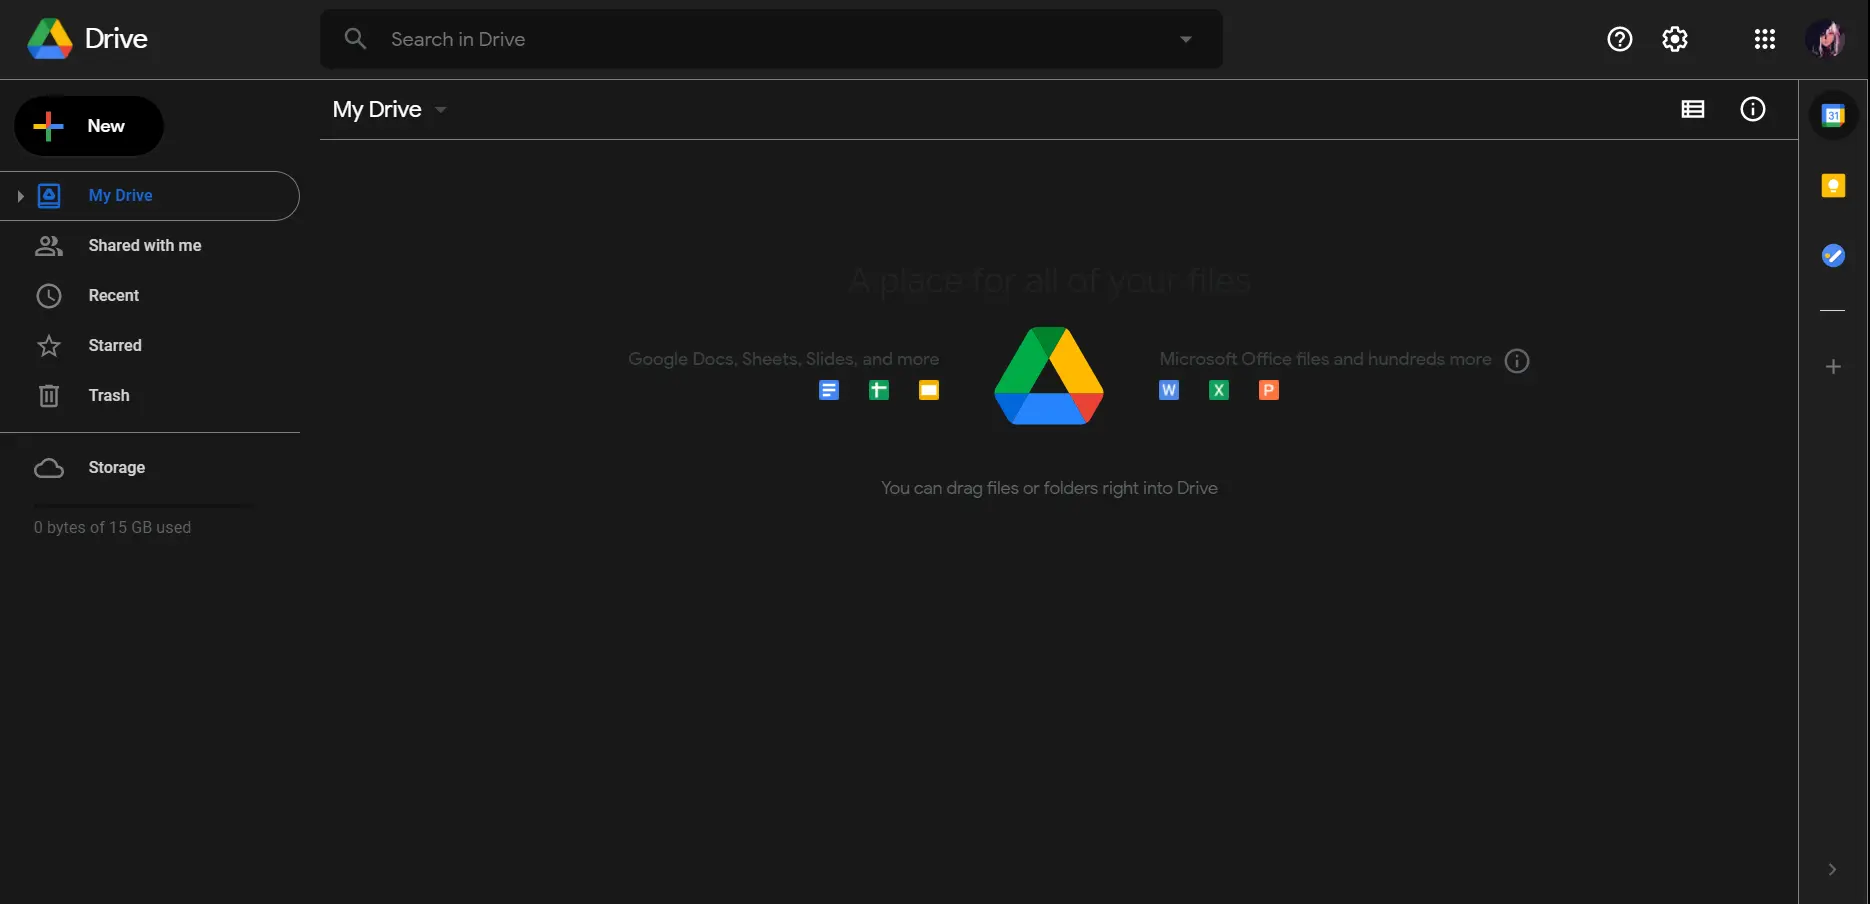 Drive
Search in Drive
New
My Drive
My Drive
Shared with me
Recent
Starred
Trash
Storage
0 bytes of 15 GB used
A place for all of your files
Google Docs, Sheets, Slides, and more
Microsoft Office files and hundreds more
W
X
P
You can drag files or folders right into Drive
31